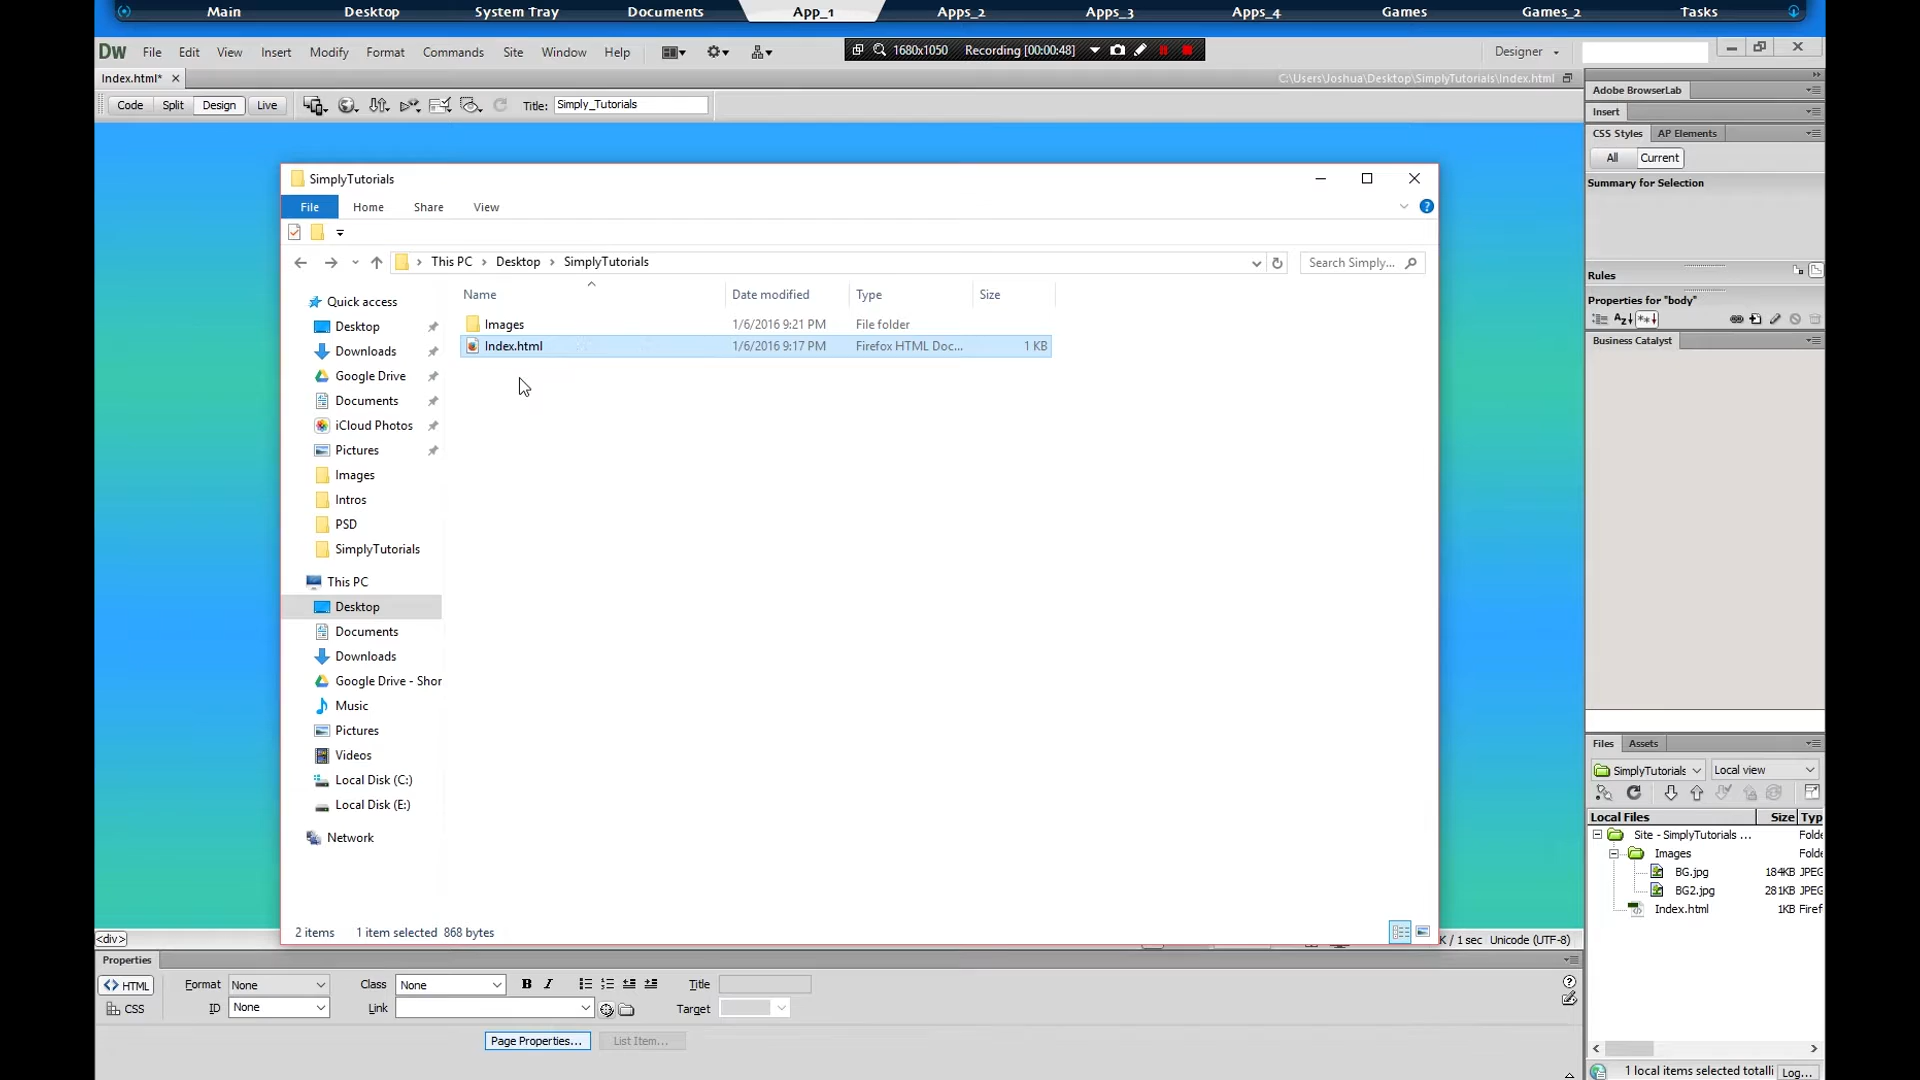 Main Desktop System Tray Documents App_1 Apps_2 Apps_3 Apps_4 Games Games_2 Tasks
Dw File Edit View Insert Modify Format Commands Site Window Help 1680x1050 Recording [00:00:48] Designer
Index.html* C:\Users\Joshua\Desktop\SimplyTutorials\Index.html
Code Split Design Live Title: Simply_Tutorials
Adobe BrowserLab
Insert
CSS Styles AP Elements
All Current
Summary for Selection
Rules
Properties for "body"
Business Catalyst
SimplyTutorials
File Home Share View
This PC Desktop SimplyTutorials Search Simply...
Name Date modified Type Size
Images 1/6/2016 9:21 PM File folder
Index.html 1/6/2016 9:17 PM Firefox HTML Doc... 1 KB
Quick access
Desktop
Downloads
Google Drive
Documents
iCloud Photos
Pictures
Images
Intros
PSD
SimplyTutorials
This PC
Desktop
Documents
Downloads
Google Drive - Shor
Music
Pictures
Videos
Local Disk (C:)
Local Disk (E:)
Network
2 items 1 item selected 868 bytes
Files Assets
SimplyTutorials Local view
Local Files Size Typ
Site - SimplyTutorials ... Folde
Images Folde
BG.jpg 184KB JPEG
BG2.jpg 281KB JPEG
Index.html 1KB Firef
<div> K / 1 sec Unicode (UTF-8)
Properties
<> HTML Format None Class None B I Title
CSS ID None Link Target
Page Properties... List Item...
1 local items selected totalli Log...